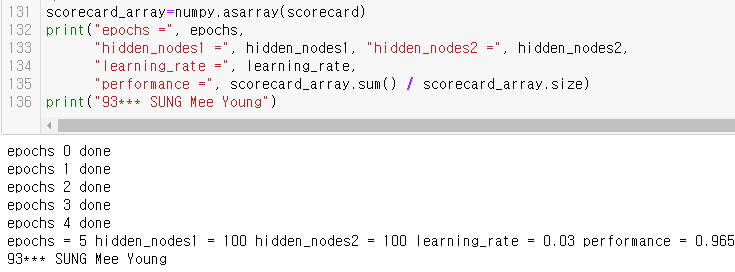 131 scorecard_array=numpy.asarray(scorecard)
132 print("epochs =", epochs,
133       "hidden_nodes1 =", hidden_nodes1, "hidden_nodes2 =", hidden_nodes2,
134       "learning_rate =", learning_rate,
135       "performance =", scorecard_array.sum() / scorecard_array.size)
136 print("93*** SUNG Mee Young")
epochs 0 done
epochs 1 done
epochs 2 done
epochs 3 done
epochs 4 done
epochs = 5 hidden_nodes1 = 100 hidden_nodes2 = 100 learning_rate = 0.03 performance = 0.965
93*** SUNG Mee Young